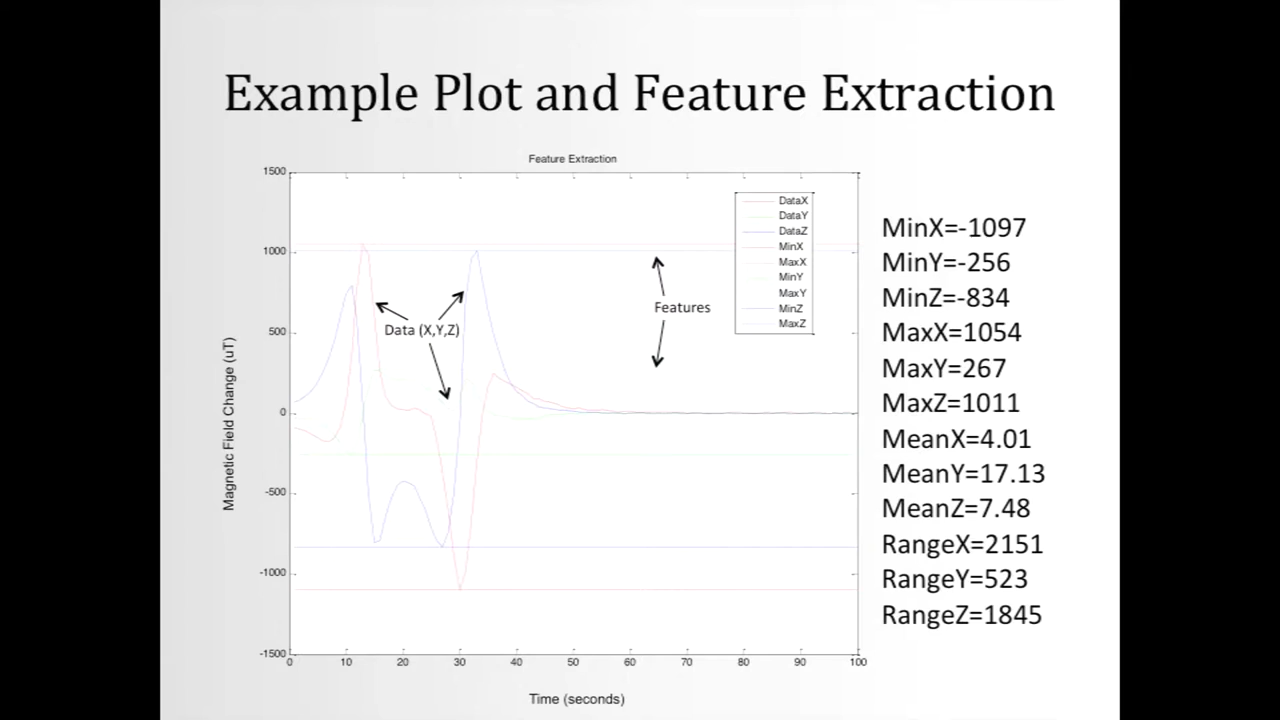 Example Plot and Feature Extraction
Feature Extraction
1500
1000
500
0
-500
-1000
-1500
0 10 20 30 40 50 60 70 80 90 100
Magnetic Field Change (uT)
Time (seconds)
Data (X,Y,Z)
Features
DataX
DataY
DataZ
MinX
MaxX
MinY
MaxY
MinZ
MaxZ
MinX=-1097
MinY=-256
MinZ=-834
MaxX=1054
MaxY=267
MaxZ=1011
MeanX=4.01
MeanY=17.13
MeanZ=7.48
RangeX=2151
RangeY=523
RangeZ=1845